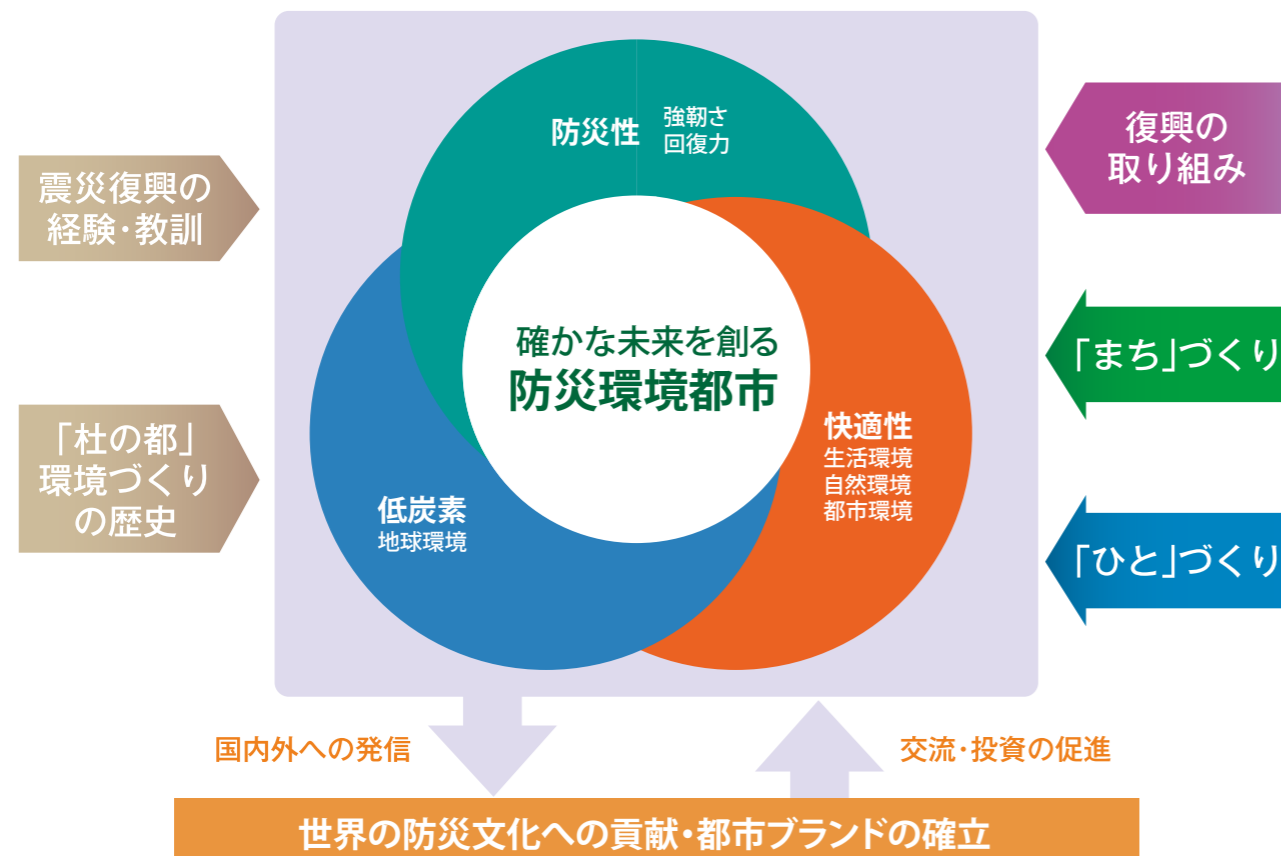 震災復興の
経験・教訓
「杜の都」
環境づくり
の歴史
防災性
強靭さ
回復力
確かな未来を創る
防災環境都市
快適性
生活環境
自然環境
都市環境
低炭素
地球環境
復興の
取り組み
「まち」づくり
「ひと」づくり
国内外への発信
交流・投資の促進
世界の防災文化への貢献・都市ブランドの確立